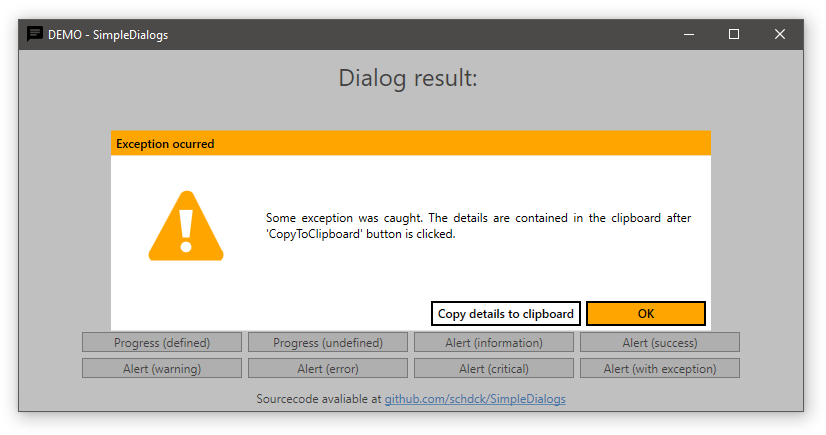 DEMO - SimpleDialogs
Dialog result:
Exception ocurred
Some exception was caught. The details are contained in the clipboard after
'CopyToClipboard' button is clicked.
Copy details to clipboard OK
Progress (defined) Progress (undefined) Alert (information) Alert (success)
Alert (warning) Alert (error) Alert (critical) Alert (with exception)
Sourcecode avaliable at github.com/schdck/SimpleDialogs